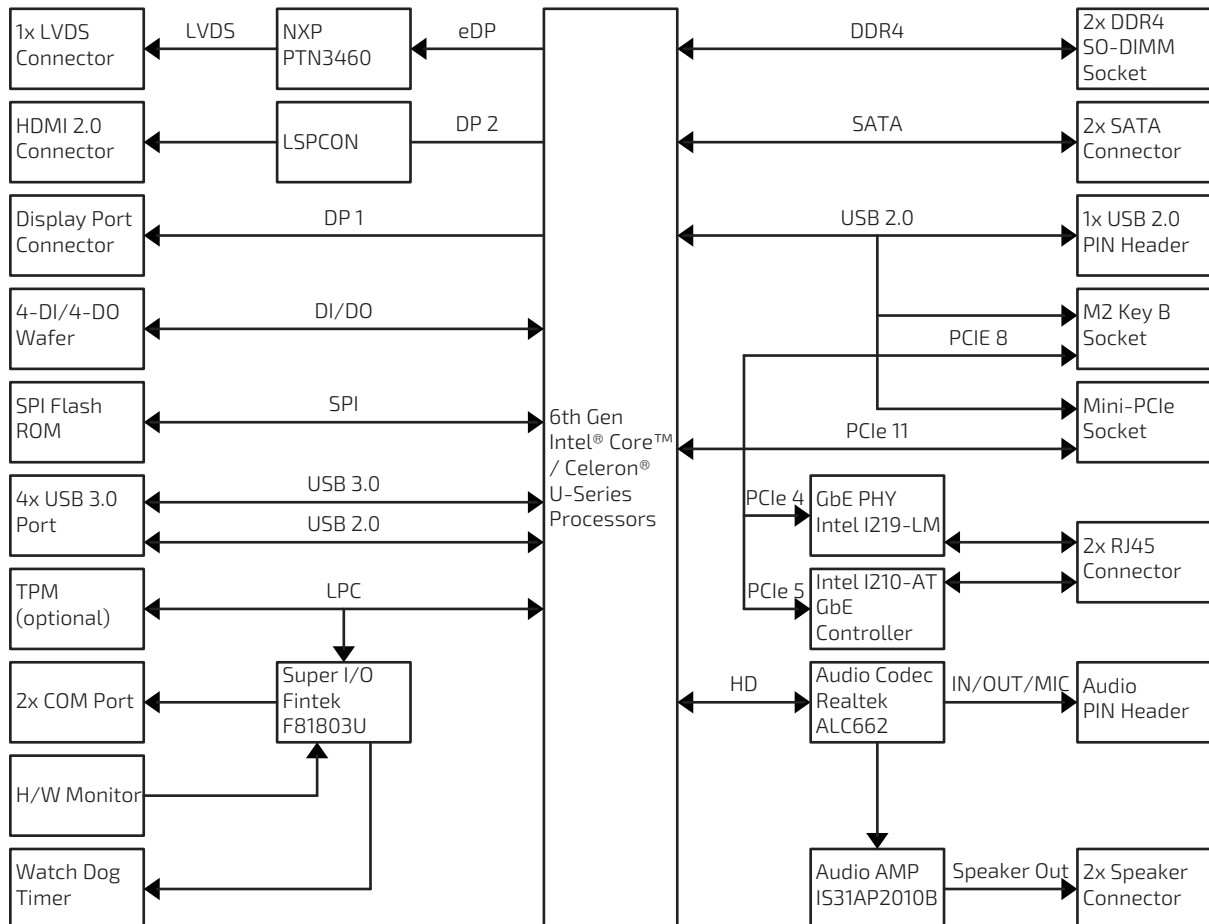 1x LVDS
Connector
LVDS
NXP
PTN3460
eDP
DDR4
2x DDR4
SO-DIMM
Socket
HDMI 2.0
Connector
LSPCON
DP 2
SATA
2x SATA
Connector
Display Port
Connector
DP 1
USB 2.0
1x USB 2.0
PIN Header
4-DI/4-DO
Wafer
DI/DO
PCIE 8
M2 Key B
Socket
SPI Flash
ROM
SPI
6th Gen
Intel® Core™
/ Celeron®
U-Series
Processors
PCIe 11
Mini-PCIe
Socket
4x USB 3.0
Port
USB 3.0
USB 2.0
PCIe 4
GbE PHY
Intel I219-LM
2x RJ45
Connector
TPM
(optional)
LPC
PCIe 5
Intel I210-AT
GbE
Controller
2x COM Port
Super I/O
Fintek
F81803U
HD
Audio Codec
Realtek
ALC662
IN/OUT/MIC
Audio
PIN Header
H/W Monitor
Watch Dog
Timer
Audio AMP
IS31AP2010B
Speaker Out
2x Speaker
Connector